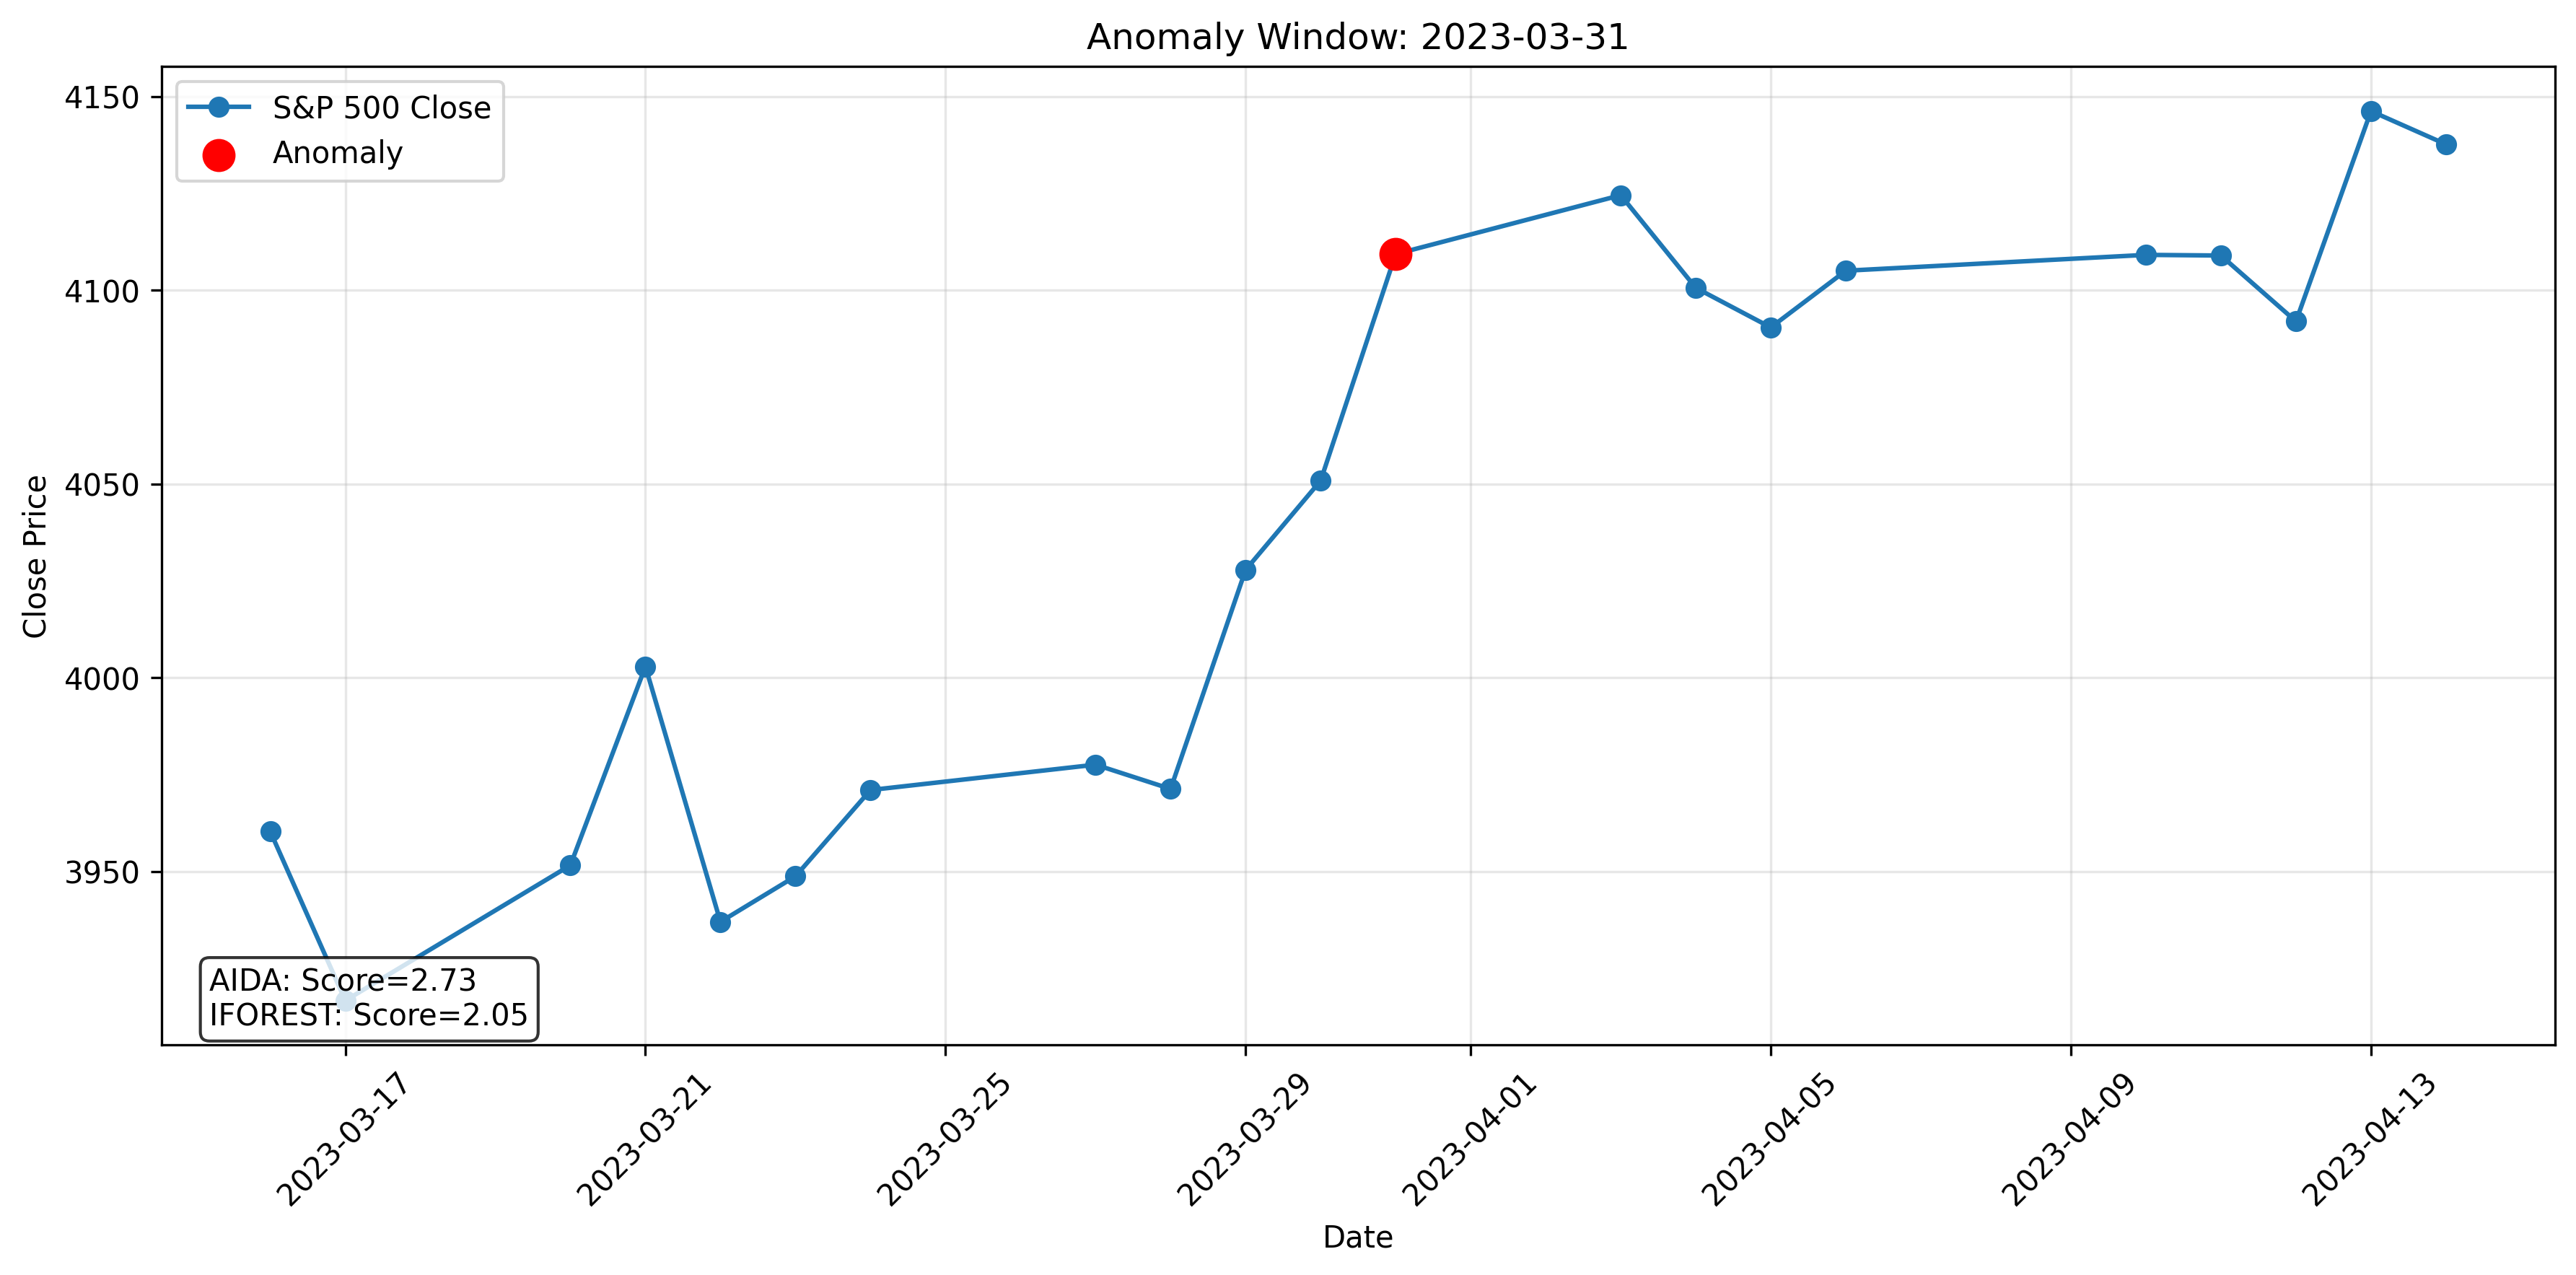 Anomaly Window: 2023-03-31
S&P 500 Close
Anomaly
4150
4100
4050
4000
3950
Close Price
AIDA: Score=2.73
IFOREST: Score=2.05
2023-03-17
2023-03-21
2023-03-25
2023-03-29
2023-04-01
2023-04-05
2023-04-09
2023-04-13
Date